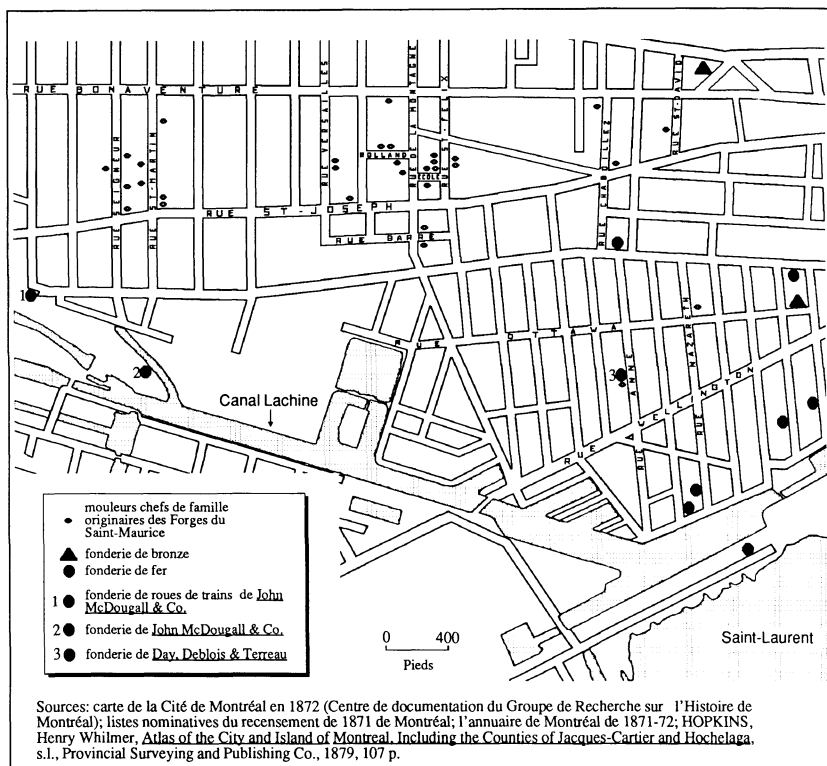 RUE BONAVENTURE
RUE SEIGNEUR
RUE ST-MARTIN
RUE VERSAILLES
ROLLAND
RUE DE LA MONTAGNE
ECOLE
RUE ST-FELIX
RUE ST-DAVID
RUE CHABOILLEZ
RUE ST-JOSEPH
RUE BARRE
1
2
Canal Lachine
RUE OTTAWA
RUE NAZARETH
3
RUE ANNE
RUE WELLINGTON
mouleurs chefs de famille
originaires des Forges du
Saint-Maurice
fonderie de bronze
fonderie de fer
1 fonderie de roues de trains de John
McDougall & Co.
2 fonderie de John McDougall & Co.
3 fonderie de Day, Deblois & Terreau
0 400
Pieds
Saint-Laurent
Sources: carte de la Cité de Montréal en 1872 (Centre de documentation du Groupe de Recherche sur l'Histoire de
Montréal); listes nominatives du recensement de 1871 de Montréal; l'annuaire de Montréal de 1871-72; HOPKINS,
Henry Whilmer, Atlas of the City and Island of Montreal, Including the Counties of Jacques-Cartier and Hochelaga,
s.l., Provincial Surveying and Publishing Co., 1879, 107 p.